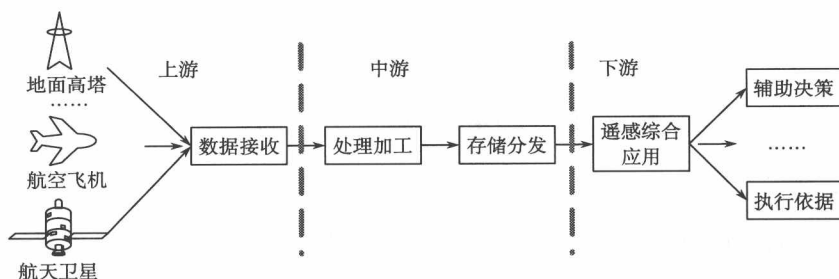 上游
中游
下游
地面高塔
……
航空飞机
航天卫星
数据接收
处理加工
存储分发
遥感综合
应用
辅助决策
……
执行依据